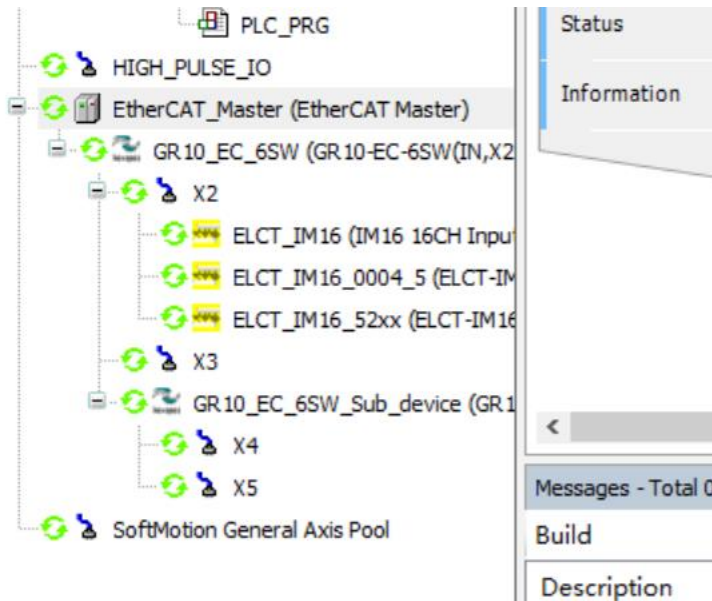 PLC_PRG
HIGH_PULSE_IO
EtherCAT_Master (EtherCAT Master)
GR10_EC_6SW (GR10-EC-6SW(IN,X2
X2
ELCT_IM16 (IM16 16CH Input
ELCT_IM16_0004_5 (ELCT-IM
ELCT_IM16_52xx (ELCT-IM16
X3
GR10_EC_6SW_Sub_device (GR1
X4
X5
SoftMotion General Axis Pool
Status
Information
Messages - Total 0
Build
Description